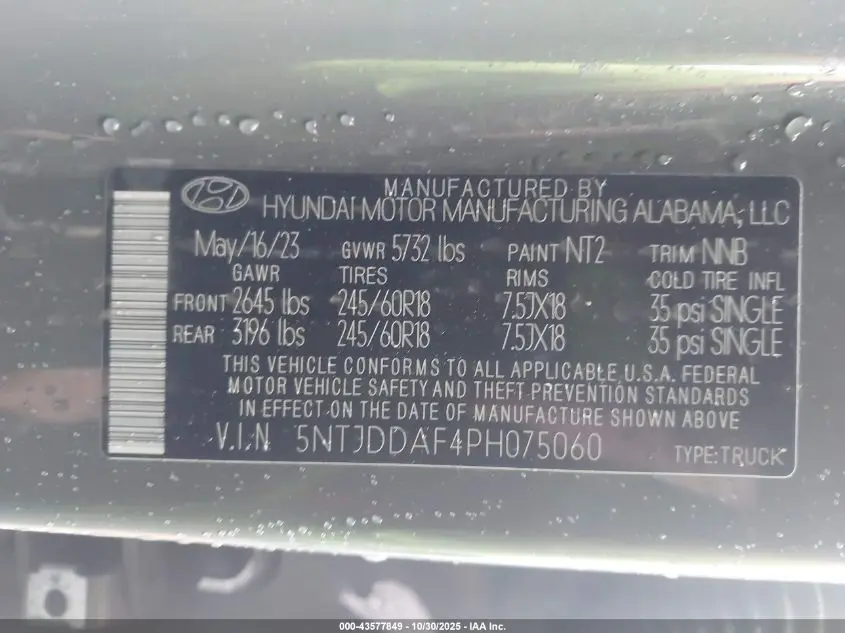 MANUFACTURED BY
HYUNDAI MOTOR MANUFACTURING ALABAMA, LLC
May/16/23 GVWR 5732 lbs PAINT NT2 TRIM NNB
GAWR TIRES RIMS COLD TIRE INFL
FRONT 2645 lbs 245/60R18 7.5JX18 35 psi SINGLE
REAR 3196 lbs 245/60R18 7.5JX18 35 psi SINGLE
THIS VEHICLE CONFORMS TO ALL APPLICABLE U.S.A. FEDERAL
MOTOR VEHICLE SAFETY AND THEFT PREVENTION STANDARDS
IN EFFECT ON THE DATE OF MANUFACTURE SHOWN ABOVE
V.I.N 5NTJDDAF4PH075060 TYPE:TRUCK
000-43577849 - 10/30/2025 - IAA Inc.